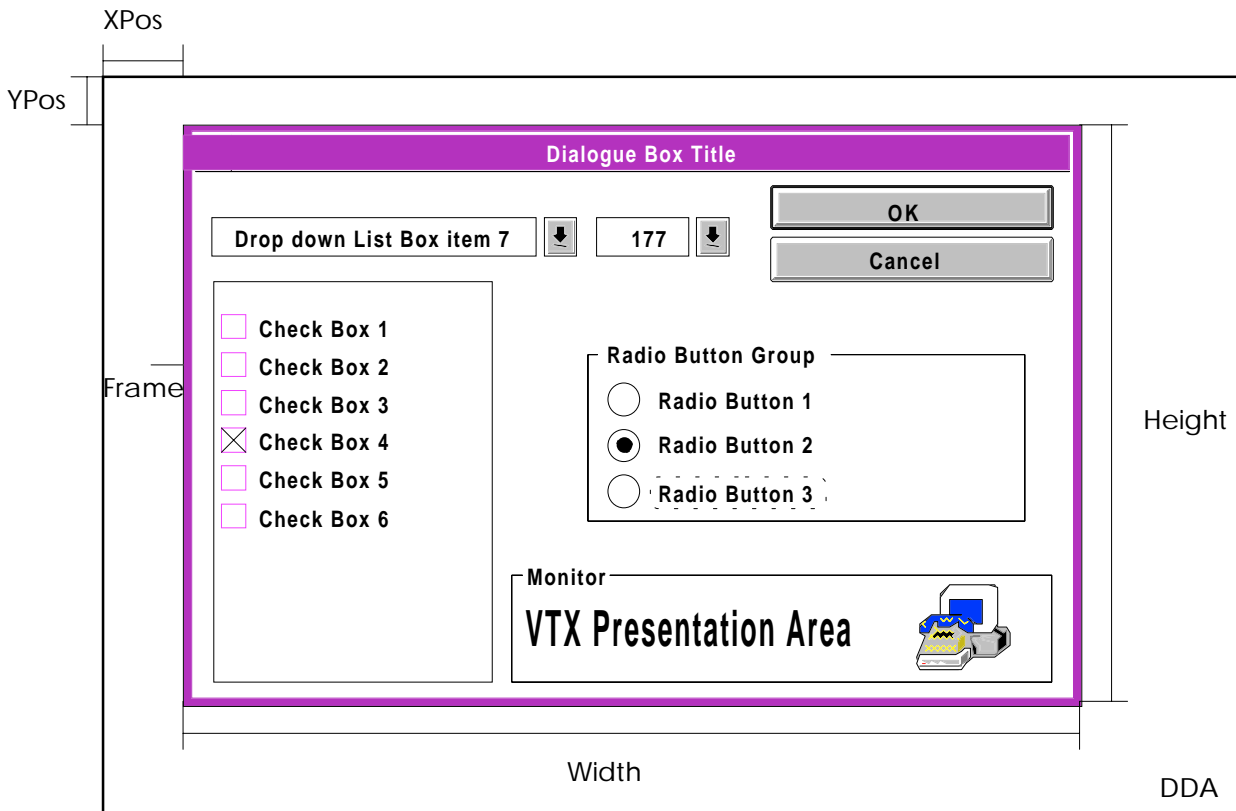 XPos
YPos
Dialogue Box Title
OK
Drop down List Box item 7
177
Cancel
Check Box 1
Check Box 2
Check Box 3
Check Box 4
Check Box 5
Check Box 6
Frame
Radio Button Group
Radio Button 1
Radio Button 2
Radio Button 3
Height
Monitor
VTX Presentation Area
Width
DDA